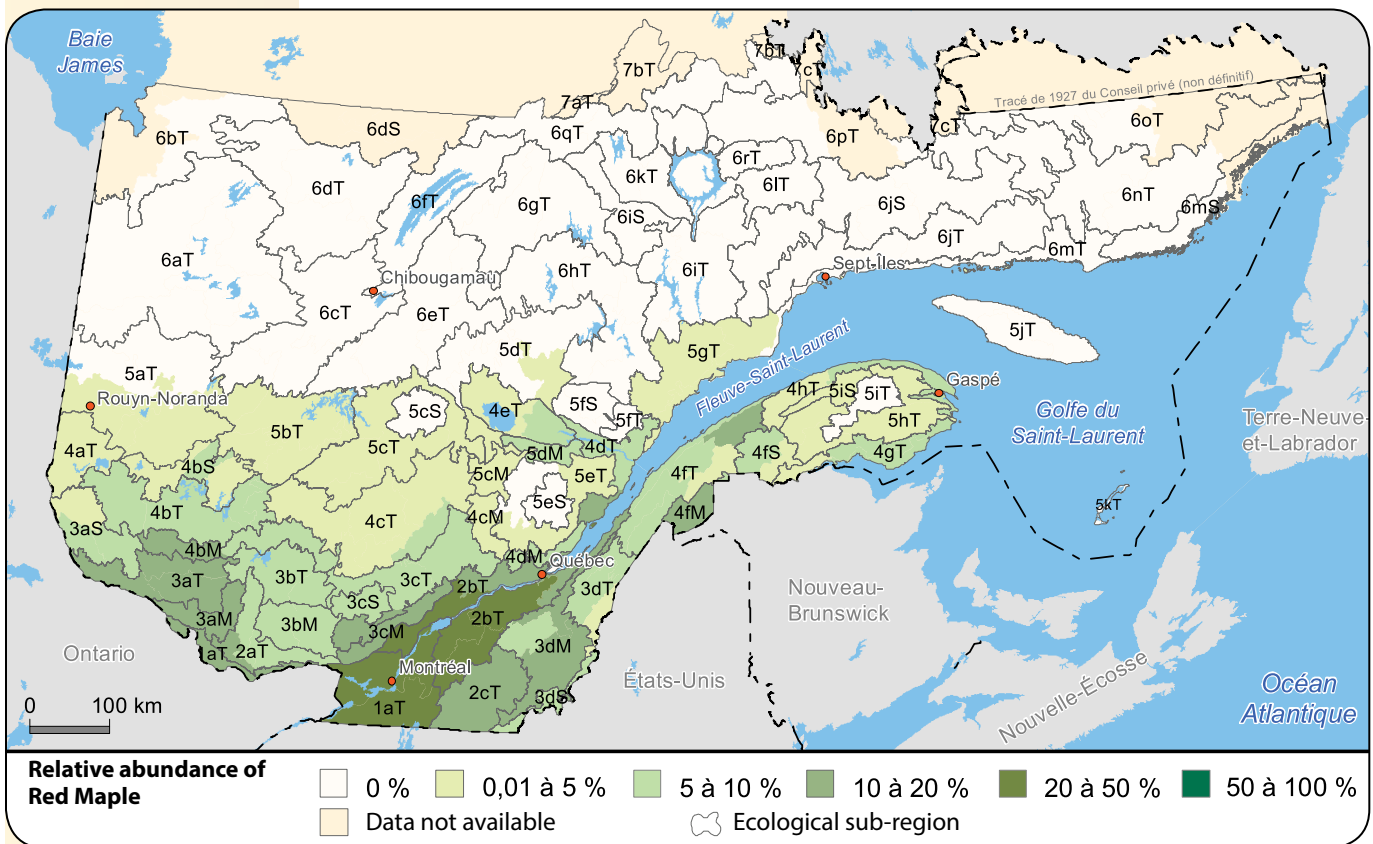 Baie
James
7bT
7bT
7cT
7aT
Tracé de 1927 du Conseil privé (non définitif)
6bT
6dS
6qT
6pT
7cT
6oT
6dT
6fT
6gT
6kT
6rT
6lT
6jS
6nT
6mS
6iS
6aT
6hT
6iT
6jT
6mT
Sept-Îles
Chibougamau
6cT
6eT
5jT
5dT
5gT
5aT
Fleuve-Saint-Laurent
Rouyn-Noranda
5cS
4eT
5fS
5fT
4hT
5iS
5iT
Gaspé
5hT
Golfe du
Saint-Laurent
Terre-Neuve-
et-Labrador
4aT
5bT
5cT
5dM
4dT
4fS
4gT
4bS
5cM
5eT
4fT
5eS
5kT
3aS
4bT
4cT
4cM
4fM
4bM
4dM
Québec
3aT
3bT
3cT
2bT
3dT
Nouveau-
Brunswick
3cS
3aM
3bM
3cM
2bT
3dM
Ontario
1aT
2aT
Montréal
États-Unis
Nouvelle-Écosse
Océan
Atlantique
2cT
3dS
1aT
0 100 km
Relative abundance of
Red Maple
0 % 0,01 à 5 % 5 à 10 % 10 à 20 % 20 à 50 % 50 à 100 %
Data not available Ecological sub-region